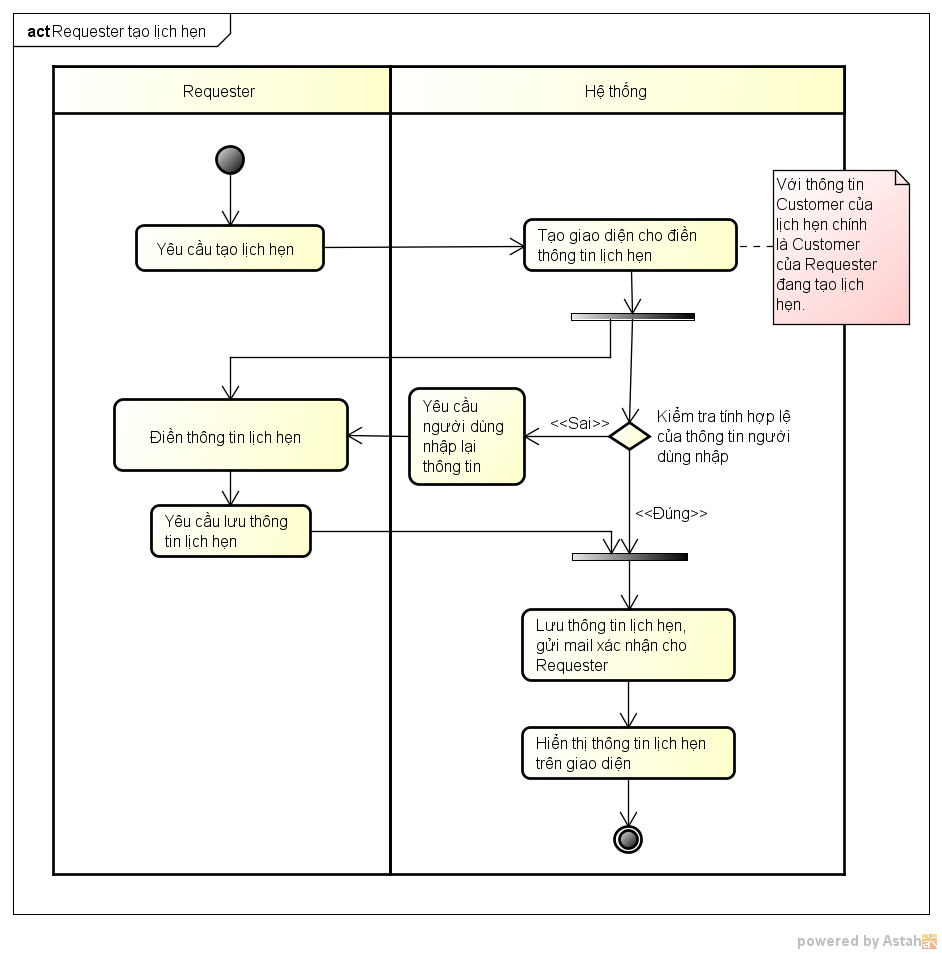 act Requester tạo lịch hẹn
Requester
Hệ thống
Với thông tin
Customer của
lịch hẹn chính
là Customer
của Requester
đang tạo lịch
hẹn.
Yêu cầu tạo lịch hẹn
Tạo giao diện cho điền
thông tin lịch hẹn
Điền thông tin lịch hẹn
Yêu cầu
người dùng
nhập lại
thông tin
<<Sai>>
Kiểm tra tính hợp lệ
của thông tin người
dùng nhập
Yêu cầu lưu thông
tin lịch hẹn
<<Đúng>>
Lưu thông tin lịch hẹn,
gửi mail xác nhận cho
Requester
Hiển thị thông tin lịch hẹn
trên giao diện
powered by Astah